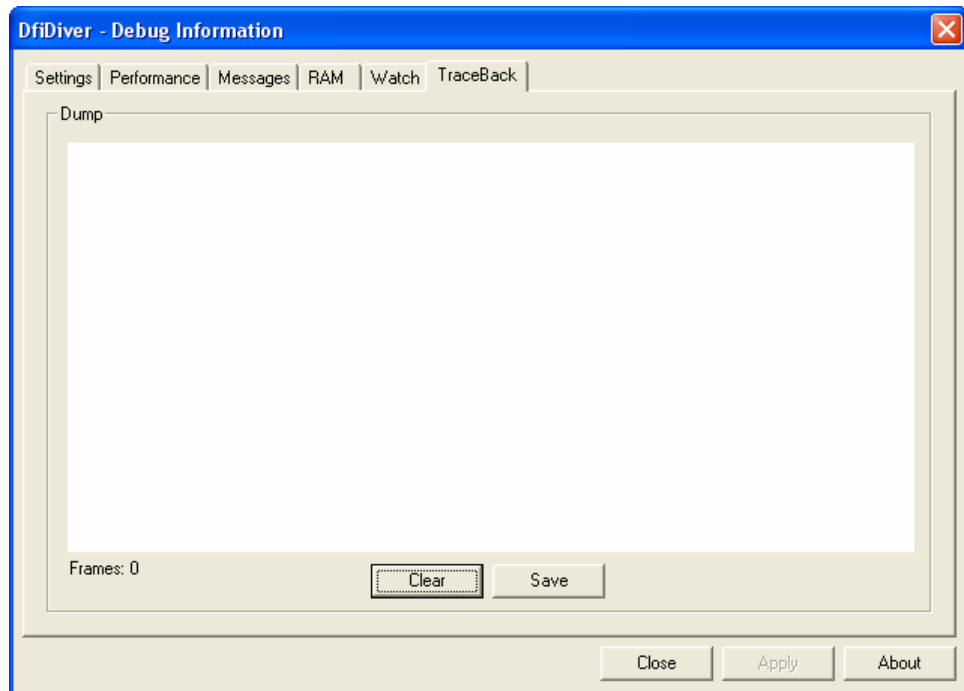 DfiDiver - Debug Information
Settings Performance Messages RAM Watch TraceBack
Dump
Frames: 0
Clear Save
Close Apply About